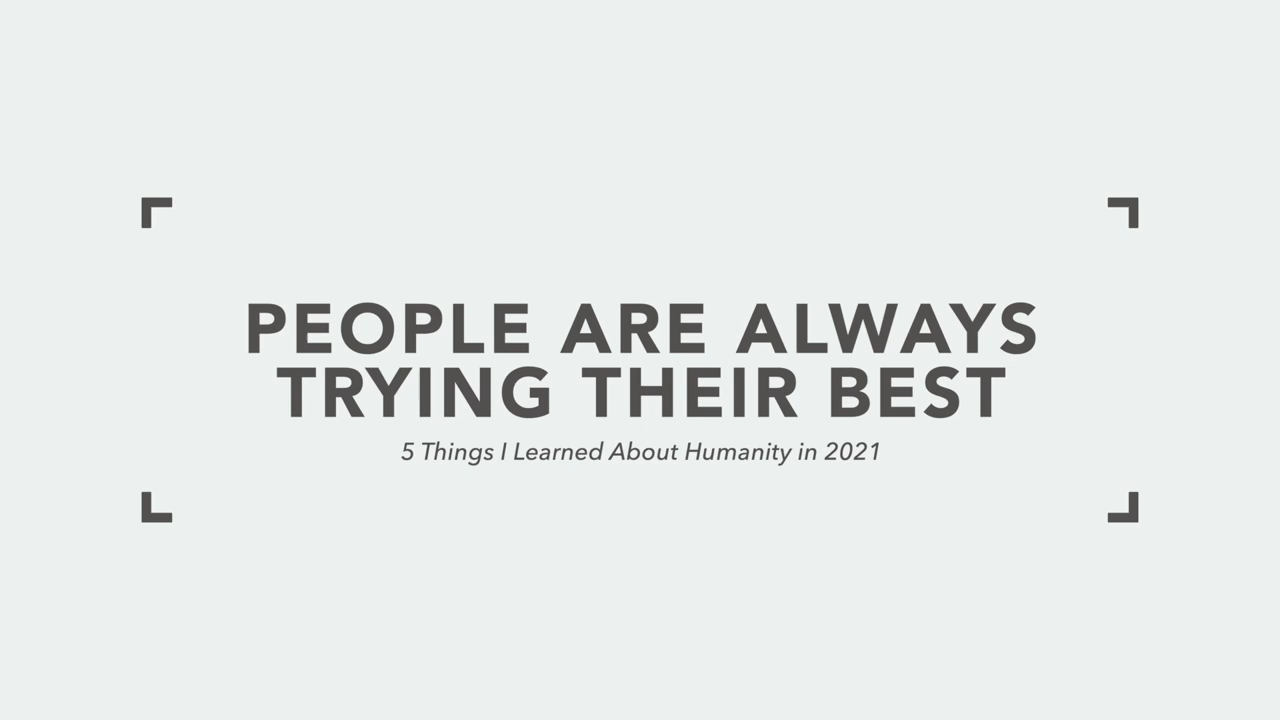 PEOPLE ARE ALWAYS
TRYING THEIR BEST
5 Things I Learned About Humanity in 2021